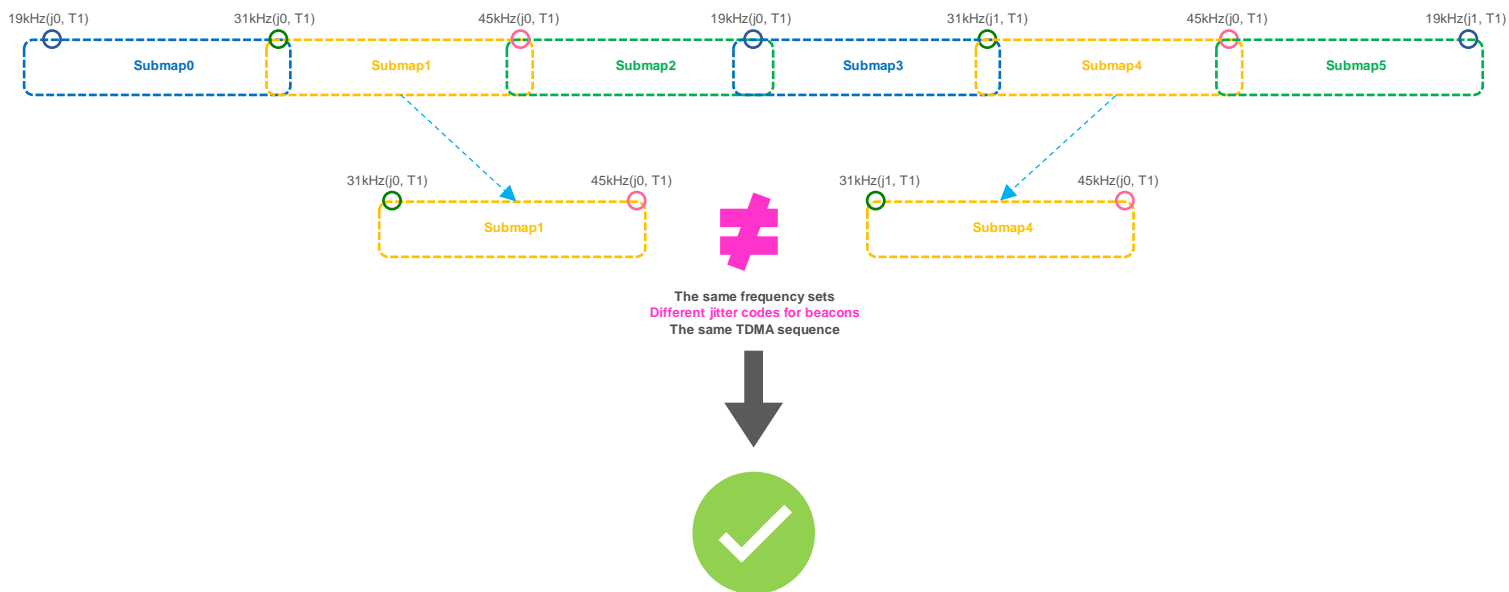 19kHz(j0, T1)
31kHz(j0, T1)
45kHz(j0, T1)
19kHz(j0, T1)
31kHz(j1, T1)
45kHz(j0, T1)
19kHz(j1, T1)
Submap0
Submap1
Submap2
Submap3
Submap4
Submap5
31kHz(j0, T1)
45kHz(j0, T1)
31kHz(j1, T1)
45kHz(j0, T1)
Submap1
Submap4
The same frequency sets
Different jitter codes for beacons
The same TDMA sequence